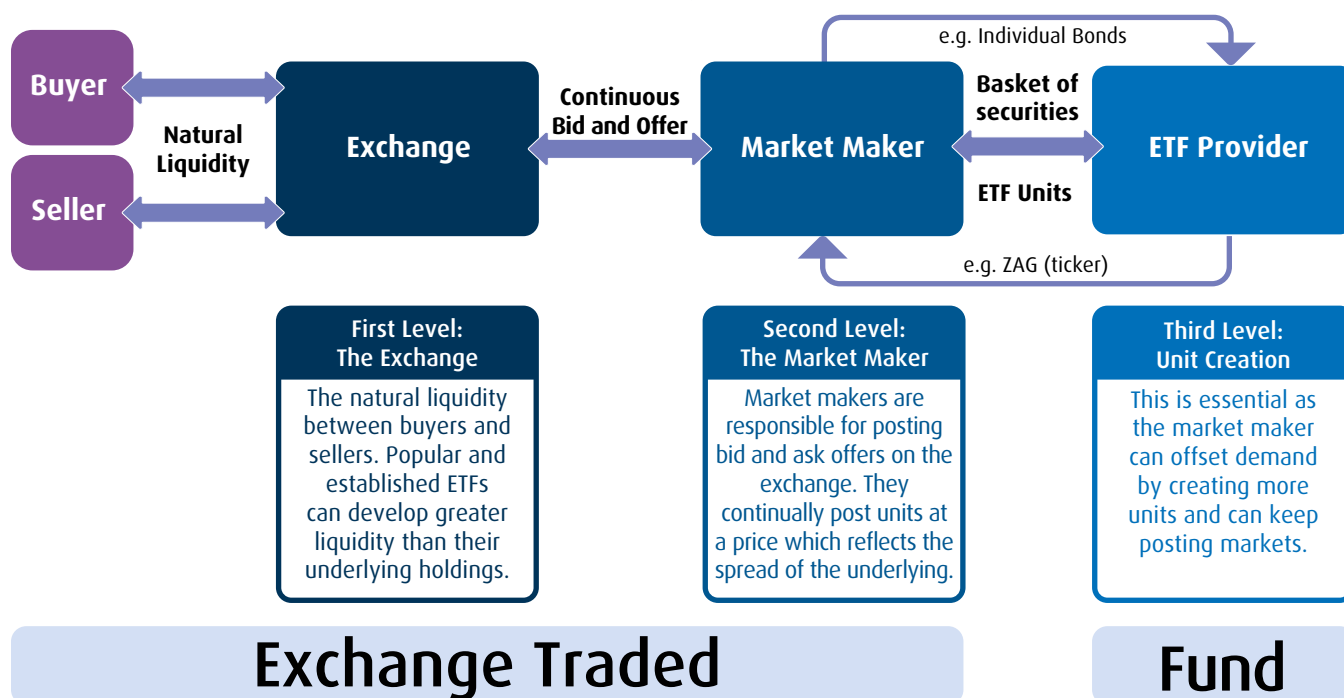 e.g. Individual Bonds
Buyer
Seller
Natural
Liquidity
Exchange
Continuous
Bid and Offer
Market Maker
Basket of
securities
ETF Units
ETF Provider
e.g. ZAG (ticker)
First Level:
The Exchange
The natural liquidity
between buyers and
sellers. Popular and
established ETFs
can develop greater
liquidity than their
underlying holdings.
Second Level:
The Market Maker
Market makers are
responsible for posting
bid and ask offers on the
exchange. They
continually post units at
a price which reflects the
spread of the underlying.
Third Level:
Unit Creation
This is essential as
the market maker
can offset demand
by creating more
units and can keep
posting markets.
Exchange Traded
Fund